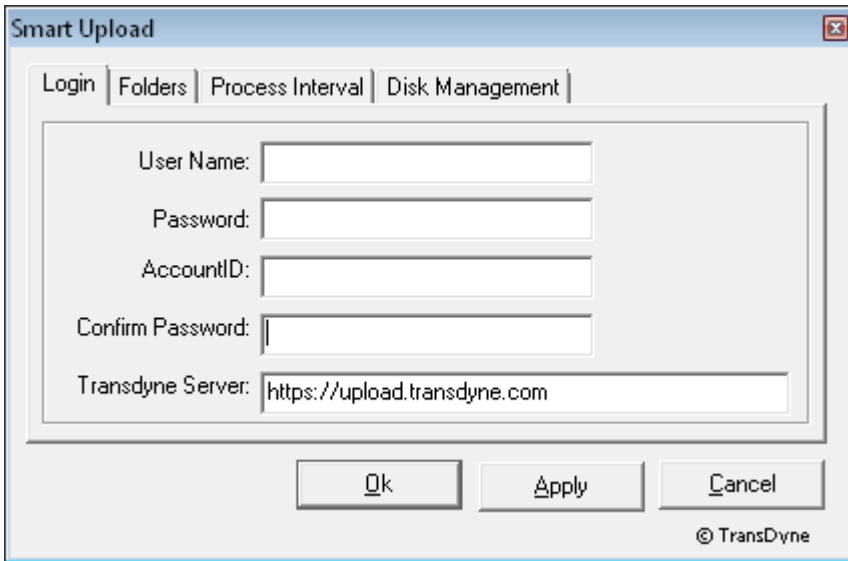 Smart Upload
Login Folders Process Interval Disk Management
User Name:
Password:
AccountID:
Confirm Password:
Transdyne Server: https://upload.transdyne.com
Ok Apply Cancel
© TransDyne